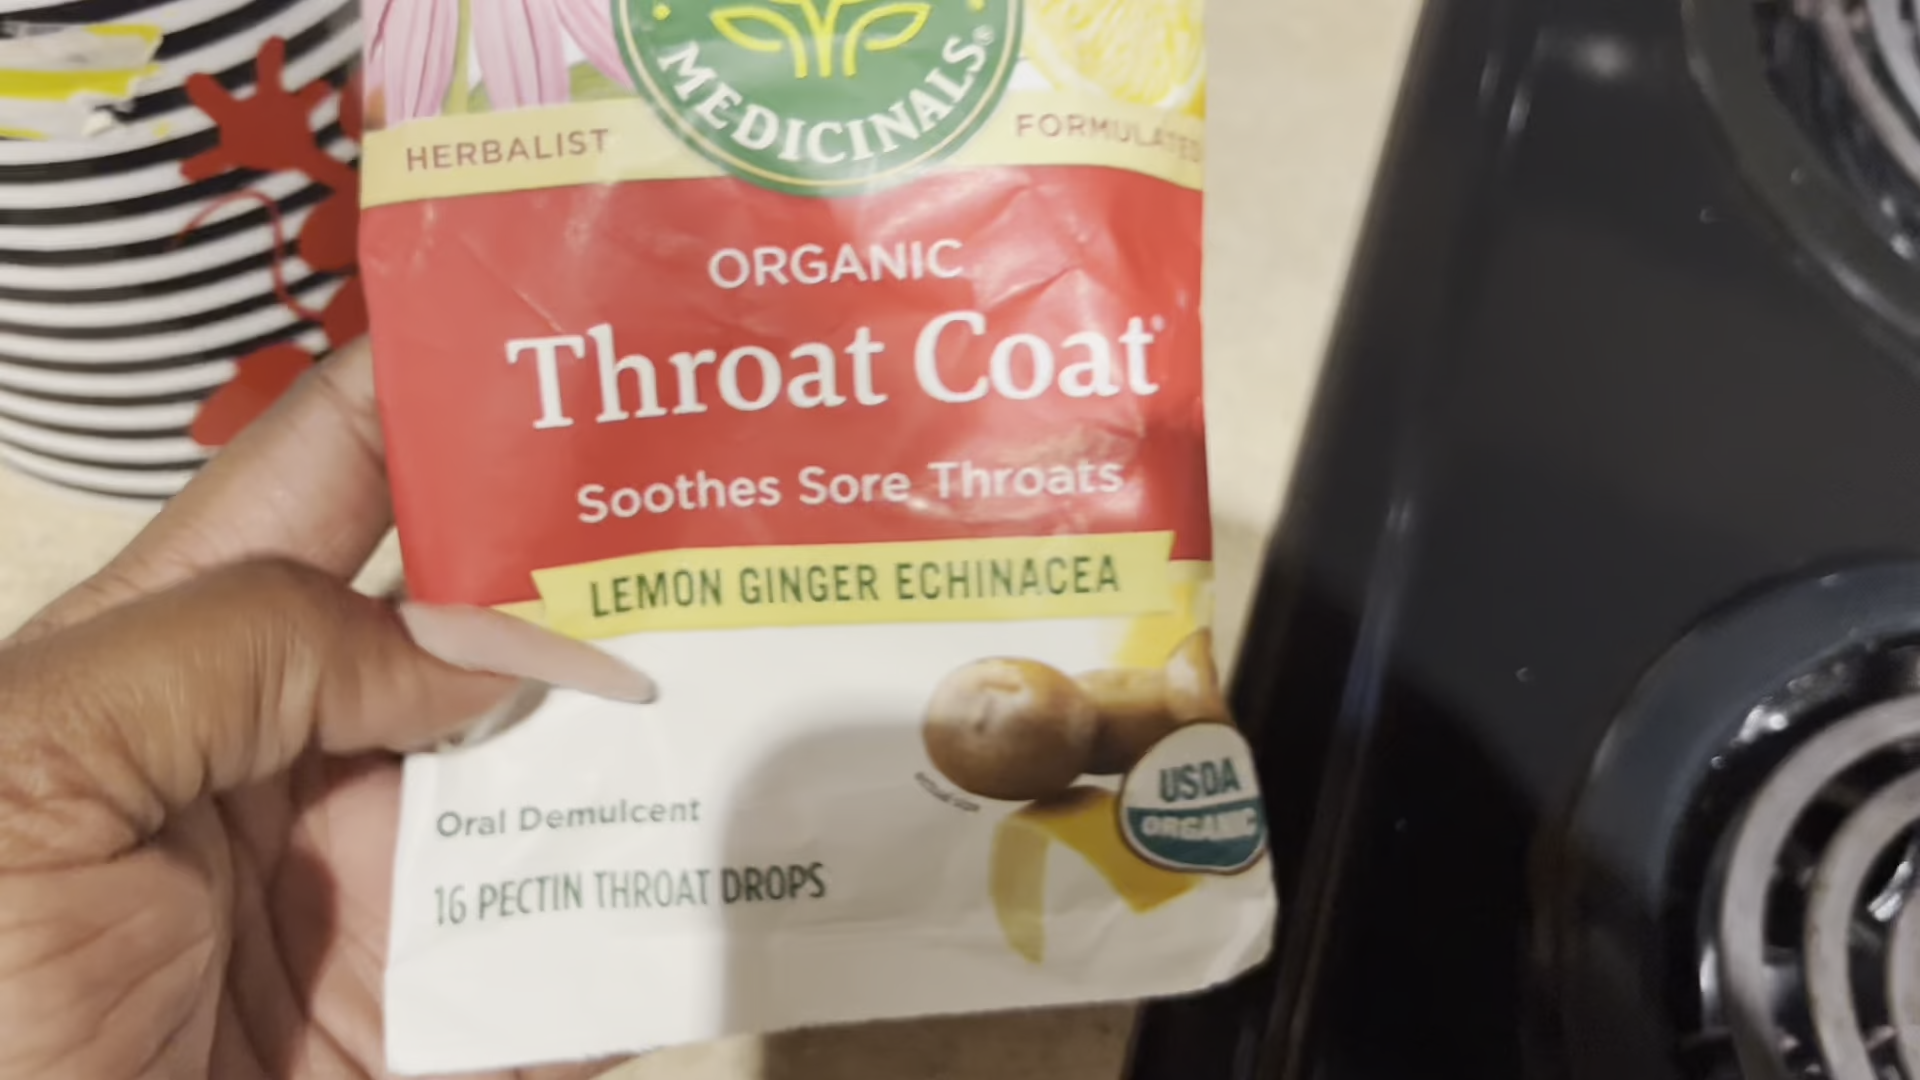 MEDICINALS®
HERBALIST
FORMULATED
ORGANIC
Throat Coat®
Soothes Sore Throats
LEMON GINGER ECHINACEA
Oral Demulcent
16 PECTIN THROAT DROPS
USDA
ORGANIC